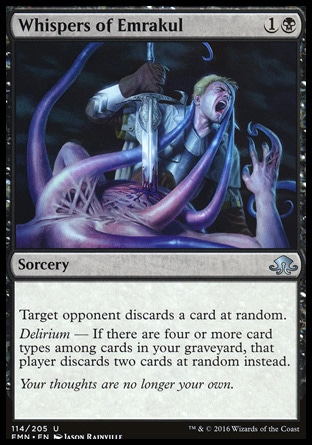 Whispers of Emrakul 1
Sorcery
Target opponent discards a card at random.
Delirium — If there are four or more card
types among cards in your graveyard, that
player discards two cards at random instead.
Your thoughts are no longer your own.
114/205 U
EMN • EN Jason Rainville
™ & © 2016 Wizards of the Coast